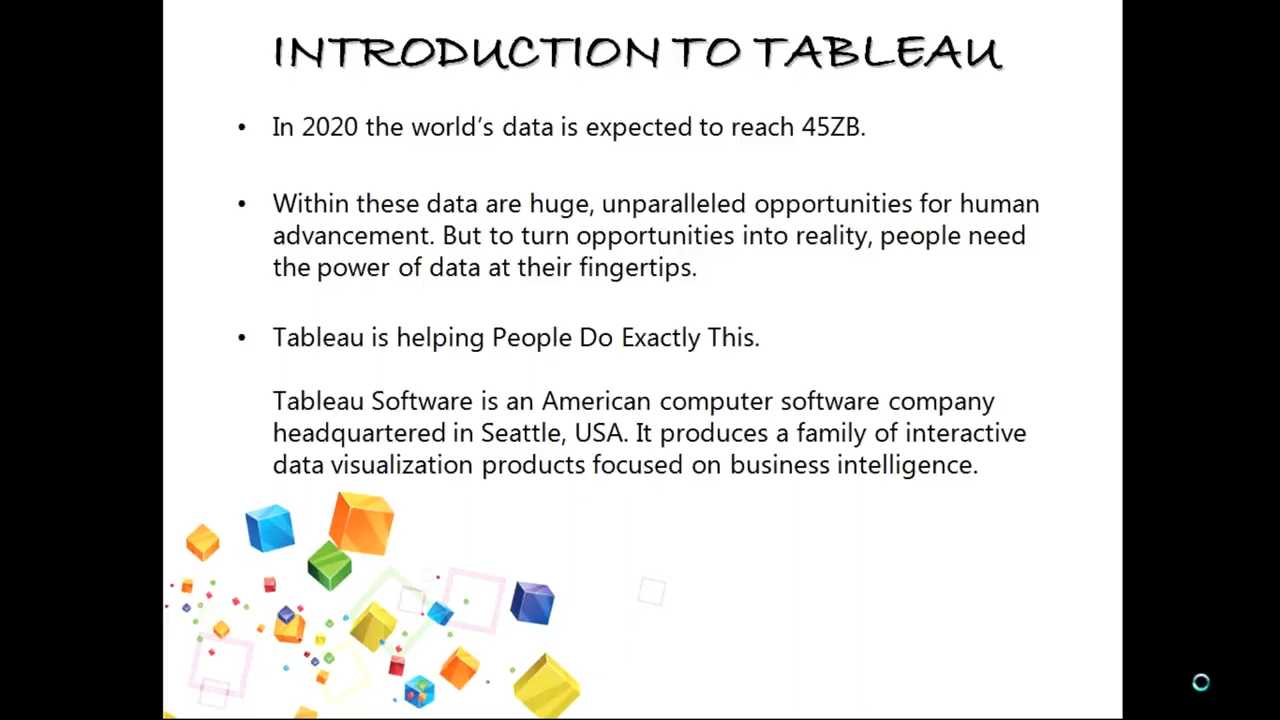 INTRODUCTION TO TABLEAU
• In 2020 the world's data is expected to reach 45ZB.
• Within these data are huge, unparalleled opportunities for human
advancement. But to turn opportunities into reality, people need
the power of data at their fingertips.
• Tableau is helping People Do Exactly This.
Tableau Software is an American computer software company
headquartered in Seattle, USA. It produces a family of interactive
data visualization products focused on business intelligence.